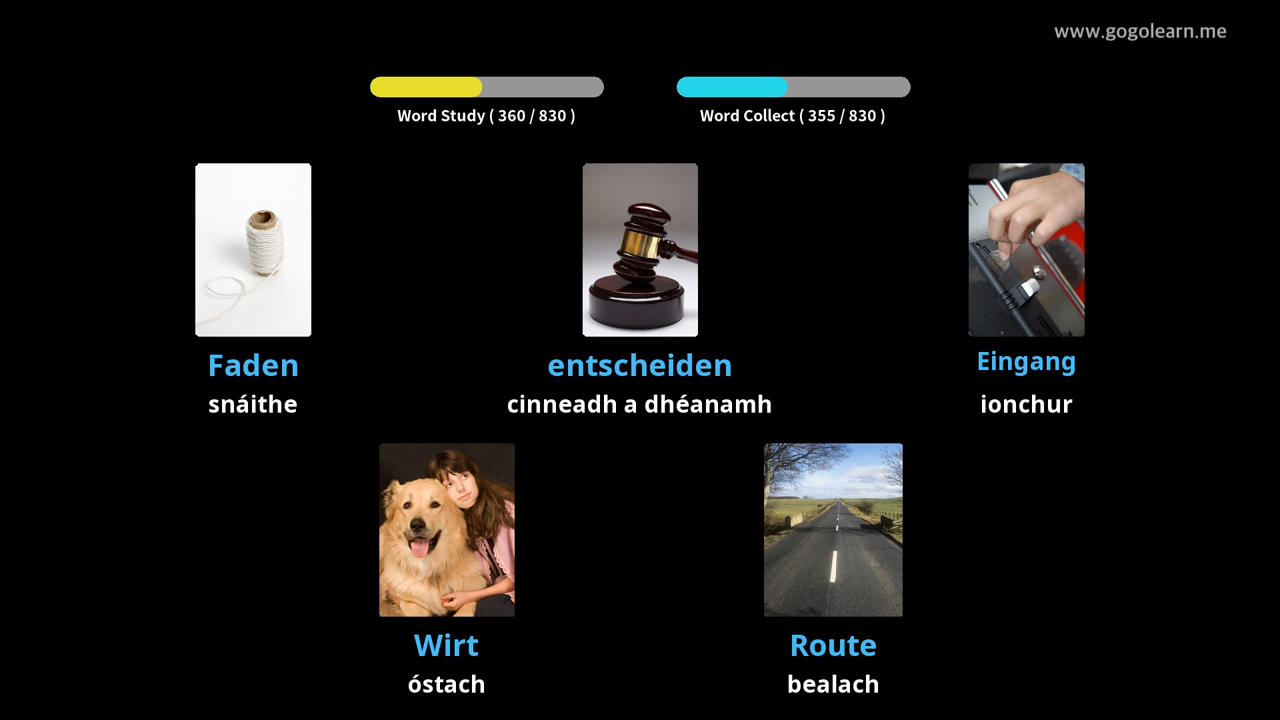 www.gogolearn.me
Word Study ( 360 / 830 )
Word Collect ( 355 / 830 )
Faden
snáithe
entscheiden
cinneadh a dhéanamh
Eingang
ionchur
Wirt
óstach
Route
bealach